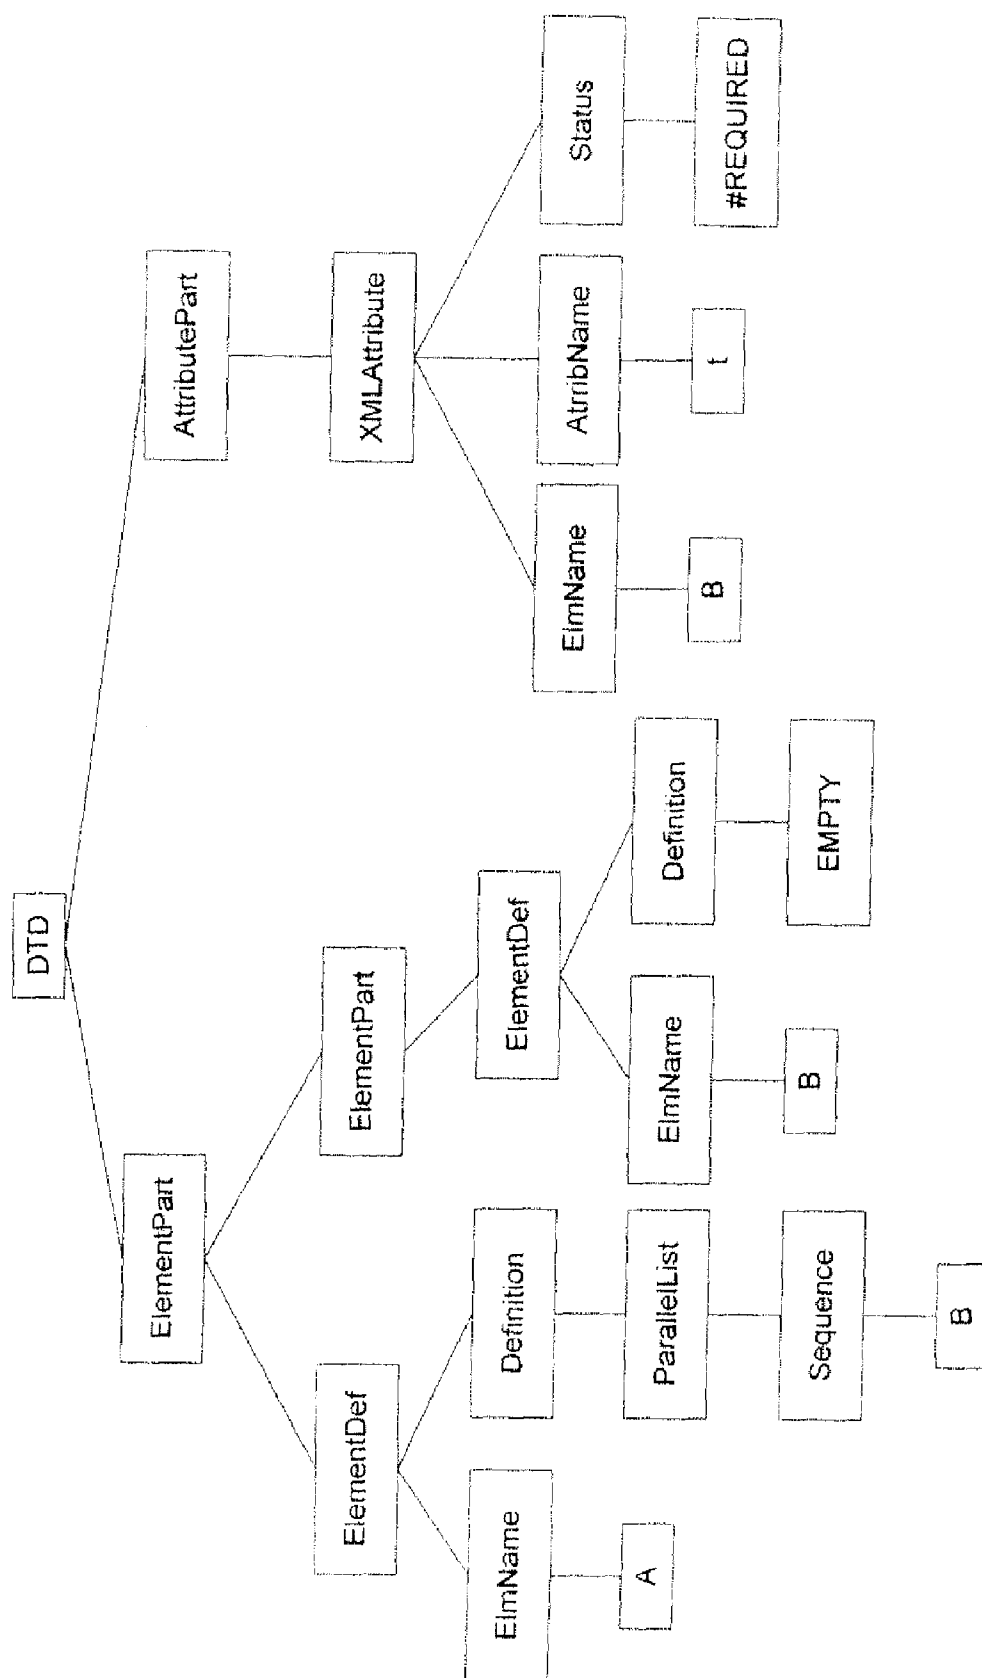 DTD
ElementPart
AttributePart
ElementDef
ElementPart
XMLAttribute
ElmName
Definition
ElementDef
ElmName
AtrribName
Status
A
ParallelList
ElmName
Definition
B
t
#REQUIRED
Sequence
B
EMPTY
B